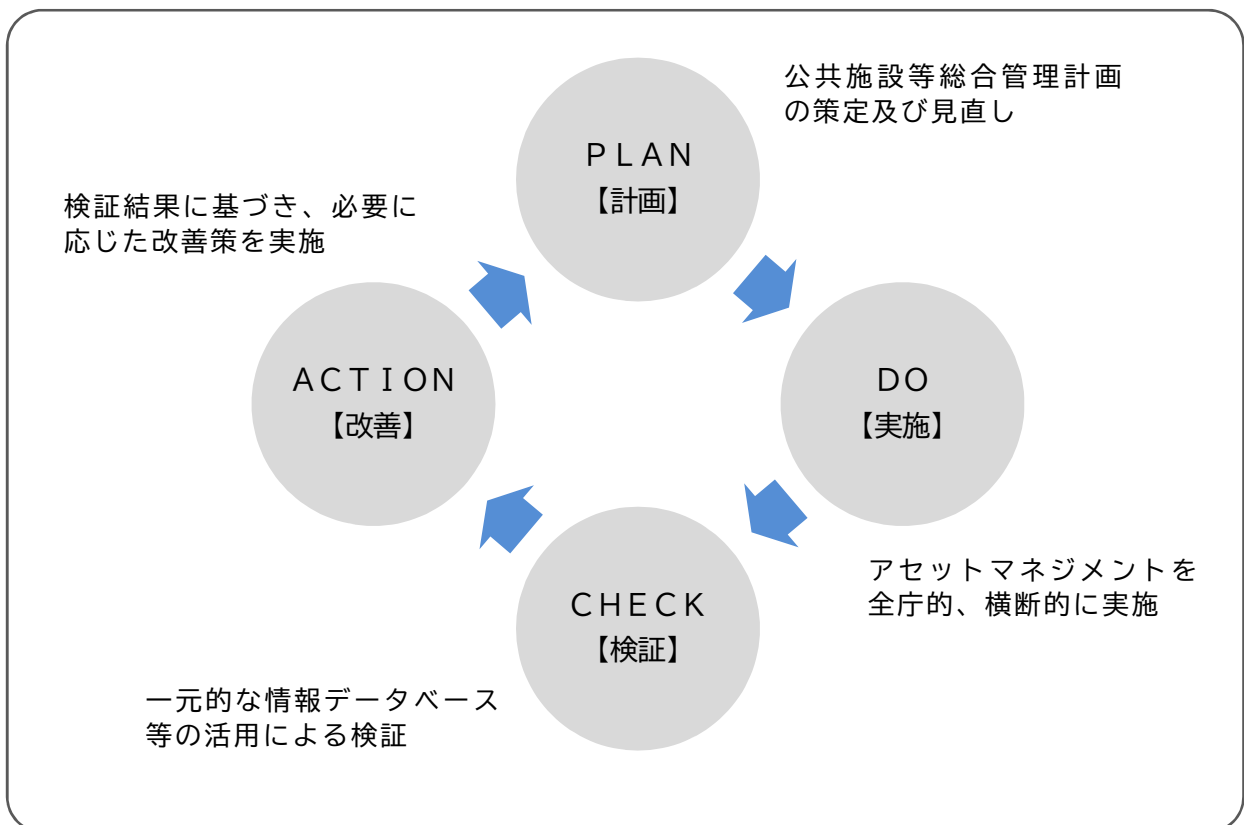 公共施設等総合管理計画
の策定及び見直し
ＰＬＡＮ
【計画】
検証結果に基づき、必要に
応じた改善策を実施
ＡＣＴＩＯＮ
【改善】
ＤＯ
【実施】
アセットマネジメントを
全庁的、横断的に実施
ＣＨＥＣＫ
【検証】
一元的な情報データベース
等の活用による検証